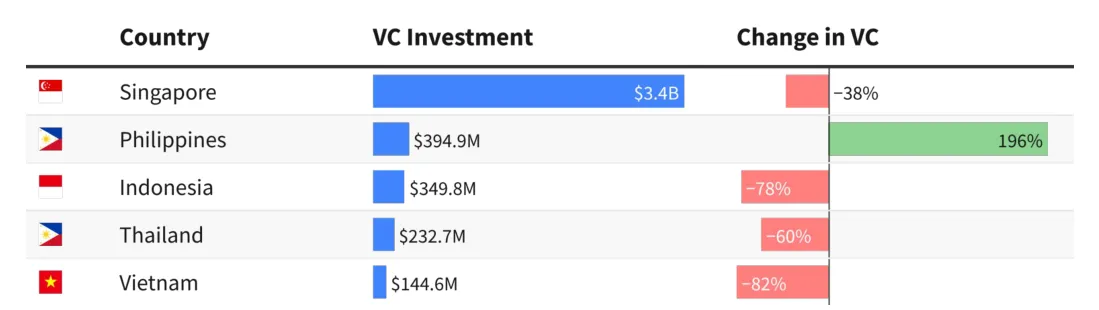 Country VC Investment Change in VC
Singapore $3.4B −38%
Philippines $394.9M 196%
Indonesia $349.8M −78%
Thailand $232.7M −60%
Vietnam $144.6M −82%